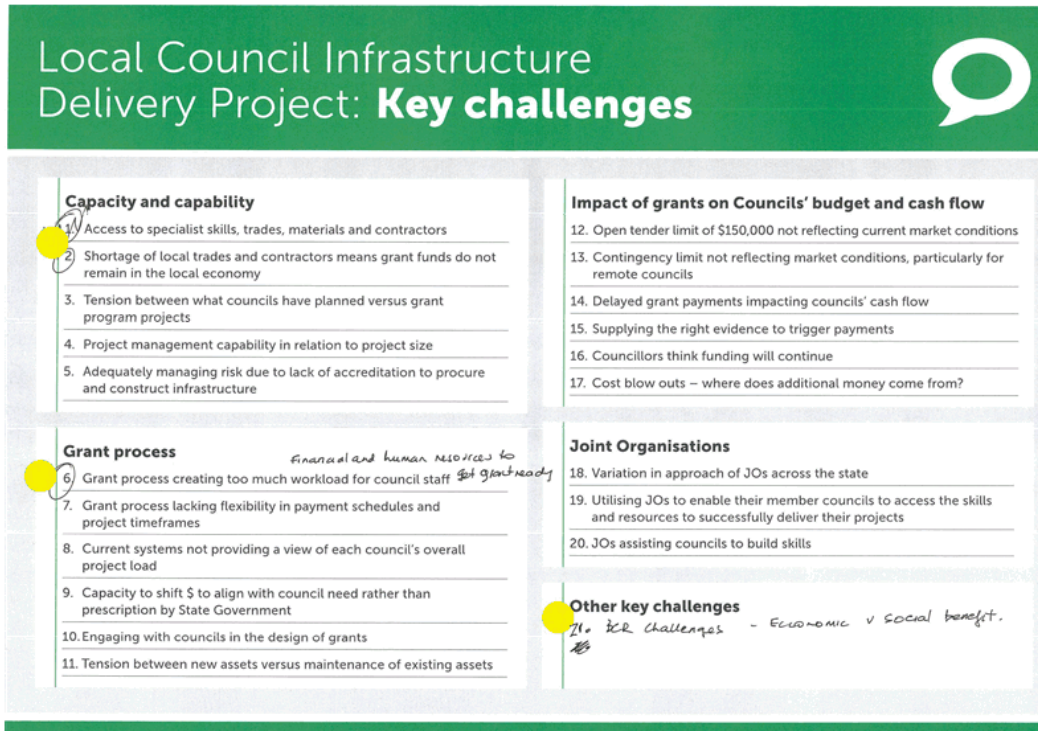 Local Council Infrastructure
Delivery Project: Key challenges
Capacity and capability
1. Access to specialist skills, trades, materials and contractors
2. Shortage of local trades and contractors means grant funds do not
remain in the local economy
3. Tension between what councils have planned versus grant
program projects
4. Project management capability in relation to project size
5. Adequately managing risk due to lack of accreditation to procure
and construct infrastructure
Grant process
Financial and human resources to
get grant ready
6. Grant process creating too much workload for council staff
7. Grant process lacking flexibility in payment schedules and
project timeframes
8. Current systems not providing a view of each council's overall
project load
9. Capacity to shift $ to align with council need rather than
prescription by State Government
10. Engaging with councils in the design of grants
11. Tension between new assets versus maintenance of existing assets
Impact of grants on Councils' budget and cash flow
12. Open tender limit of $150,000 not reflecting current market conditions
13. Contingency limit not reflecting market conditions, particularly for
remote councils
14. Delayed grant payments impacting councils' cash flow
15. Supplying the right evidence to trigger payments
16. Councillors think funding will continue
17. Cost blow outs – where does additional money come from?
Joint Organisations
18. Variation in approach of JOs across the state
19. Utilising JOs to enable their member councils to access the skills
and resources to successfully deliver their projects
20. JOs assisting councils to build skills
Other key challenges
21. BCR Challenges - Economic v social benefit.